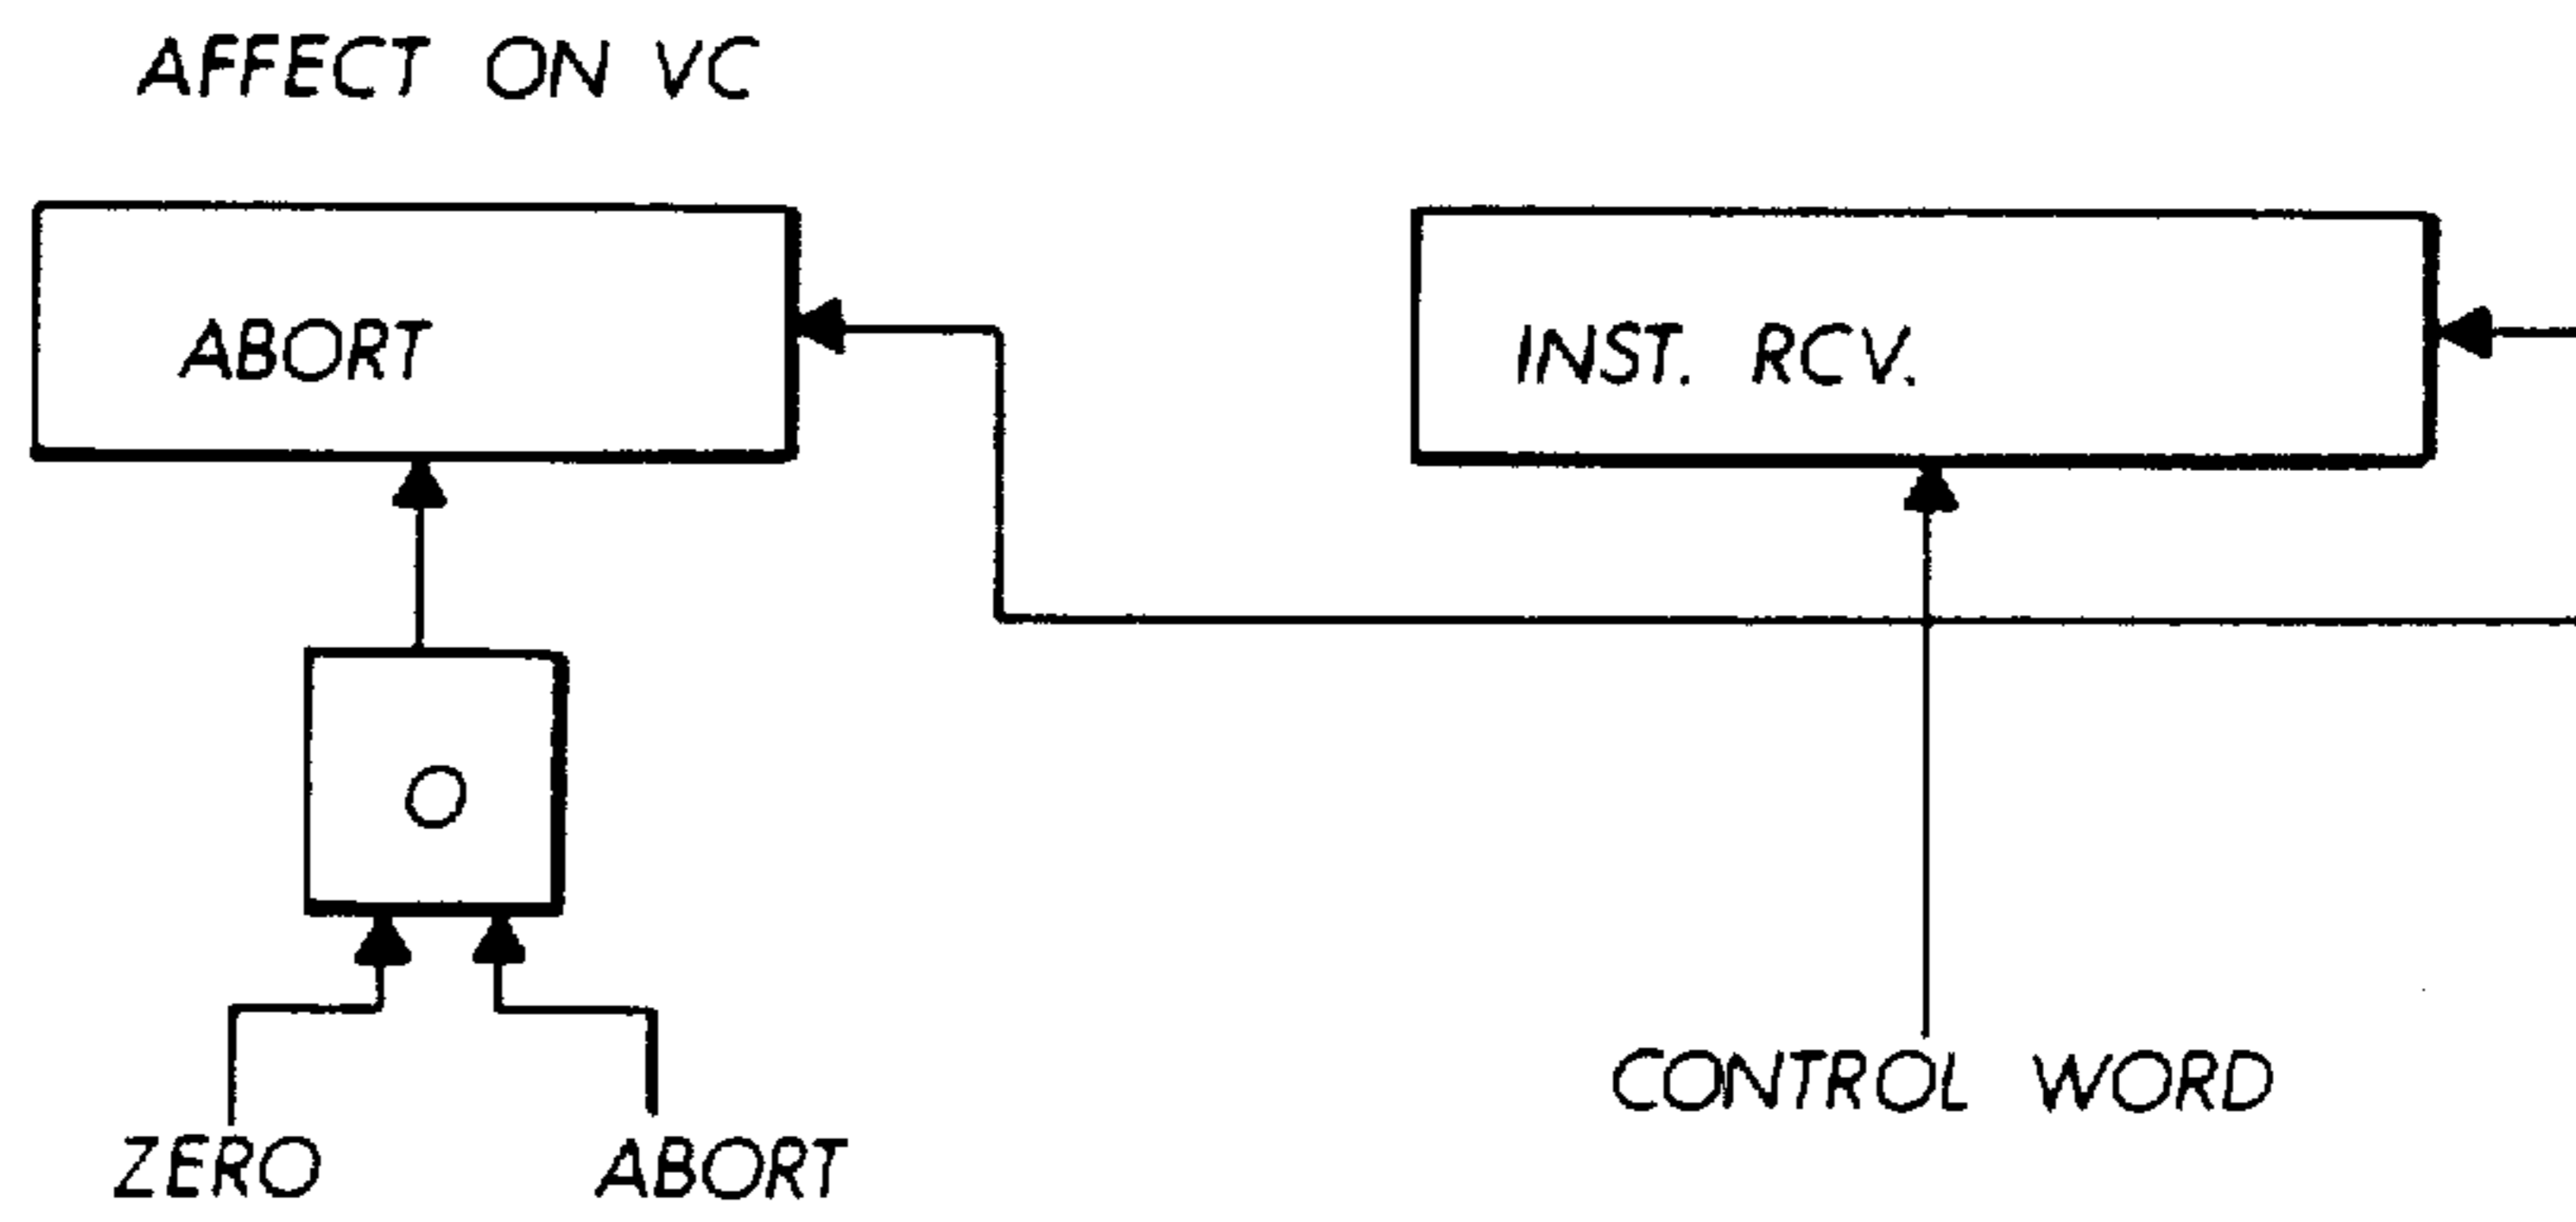 AFFECT ON VC
ABORT
INST. RCV.
O
CONTROL WORD
ZERO
ABORT